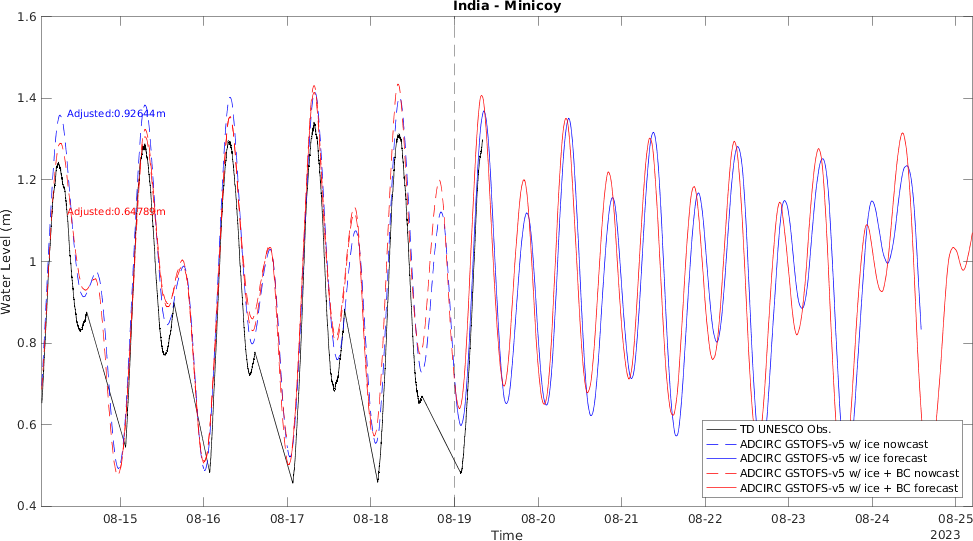 India - Minicoy
1.6
1.4
1.2
1
0.8
0.6
0.4
Water Level (m)
Adjusted:0.92644m
Adjusted:0.64789m
TD UNESCO Obs.
ADCIRC GSTOFS-v5 w/ ice nowcast
ADCIRC GSTOFS-v5 w/ ice forecast
ADCIRC GSTOFS-v5 w/ ice + BC nowcast
ADCIRC GSTOFS-v5 w/ ice + BC forecast
08-15 08-16 08-17 08-18 08-19 08-20 08-21 08-22 08-23 08-24 08-25
2023
Time